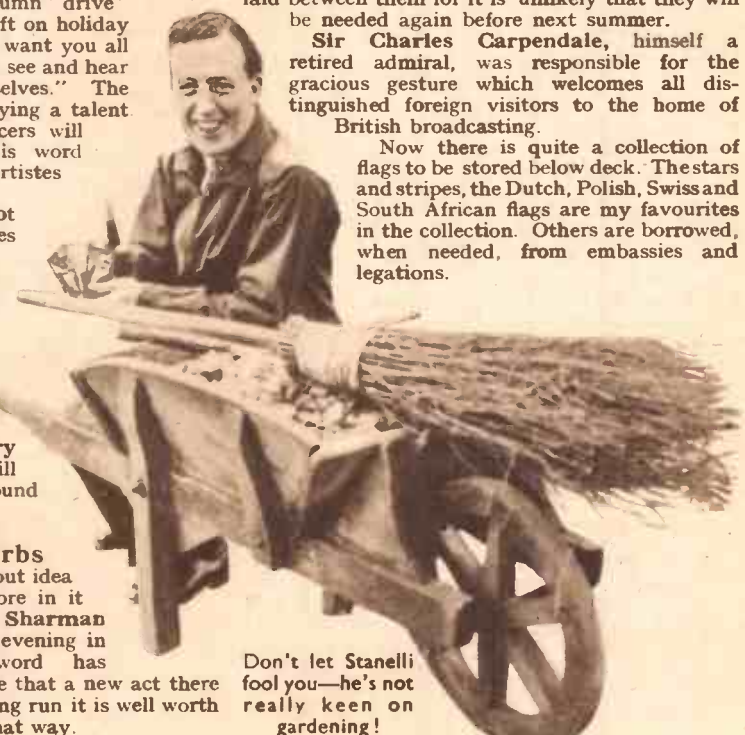 umn drive"
ft on holiday
want you all
see and hear
elves." The
ying a talent
cers will
is word
rtistes
ot
es
ry
ill
ound
rbs
out idea
ore in it
Sharman
evening in
word has
e that a new act there
ng run it is well worth
hat way.
laid between them for it is unlikely that they will
be needed again before next summer.
Sir Charles Carpendale, himself a
retired admiral, was responsible for the
gracious gesture which welcomes all dis-
tinguished foreign visitors to the home of
British broadcasting.
Now there is quite a collection of
flags to be stored below deck. The stars
and stripes, the Dutch, Polish, Swiss and
South African flags are my favourites
in the collection. Others are borrowed,
when needed, from embassies and
legations.
Don't let Stanelli
fool you—he's not
really keen on
gardening!